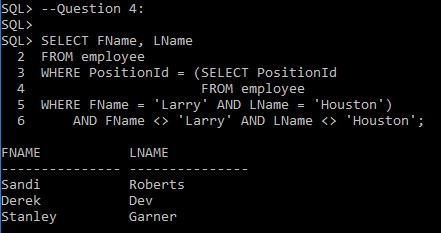 SQL> --Question 4:
SQL>
SQL> SELECT FName, LName
  2  FROM employee
  3  WHERE PositionId = (SELECT PositionId
  4                      FROM employee
  5  WHERE FName = 'Larry' AND LName = 'Houston')
  6      AND FName <> 'Larry' AND LName <> 'Houston';
FNAME           LNAME
--------------- ---------------
Sandi           Roberts
Derek           Dev
Stanley         Garner